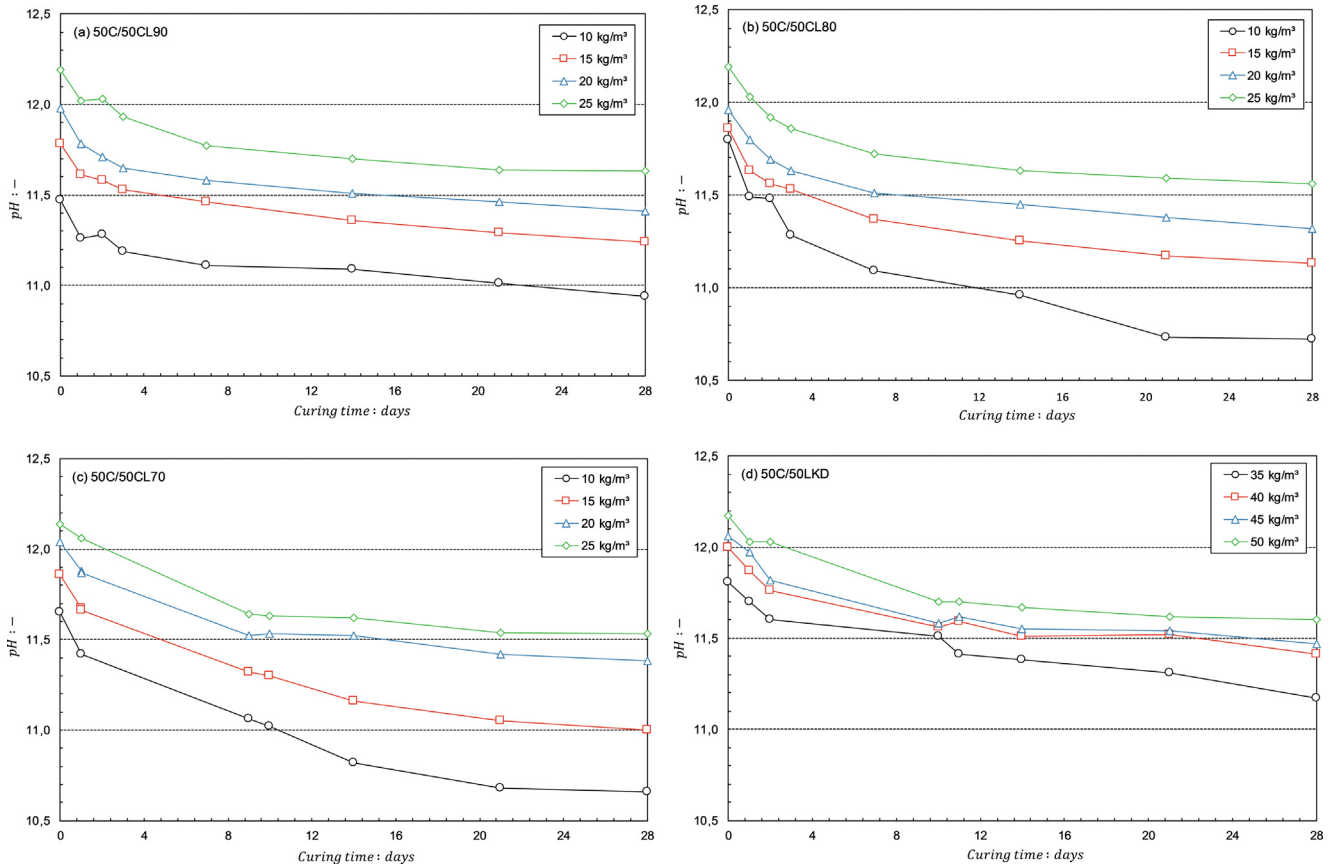 (a) 50C/50CL90
10 kg/m³
15 kg/m³
20 kg/m³
25 kg/m³
12,5
12,0
11,5
11,0
10,5
pH : −
0 4 8 12 16 20 24 28
Curing time : days
(b) 50C/50CL80
10 kg/m³
15 kg/m³
20 kg/m³
25 kg/m³
12,5
12,0
11,5
11,0
10,5
pH : −
0 4 8 12 16 20 24 28
Curing time : days
(c) 50C/50CL70
10 kg/m³
15 kg/m³
20 kg/m³
25 kg/m³
12,5
12,0
11,5
11,0
10,5
pH : −
0 4 8 12 16 20 24 28
Curing time : days
(d) 50C/50LKD
35 kg/m³
40 kg/m³
45 kg/m³
50 kg/m³
12,5
12,0
11,5
11,0
10,5
pH : −
0 4 8 12 16 20 24 28
Curing time : days